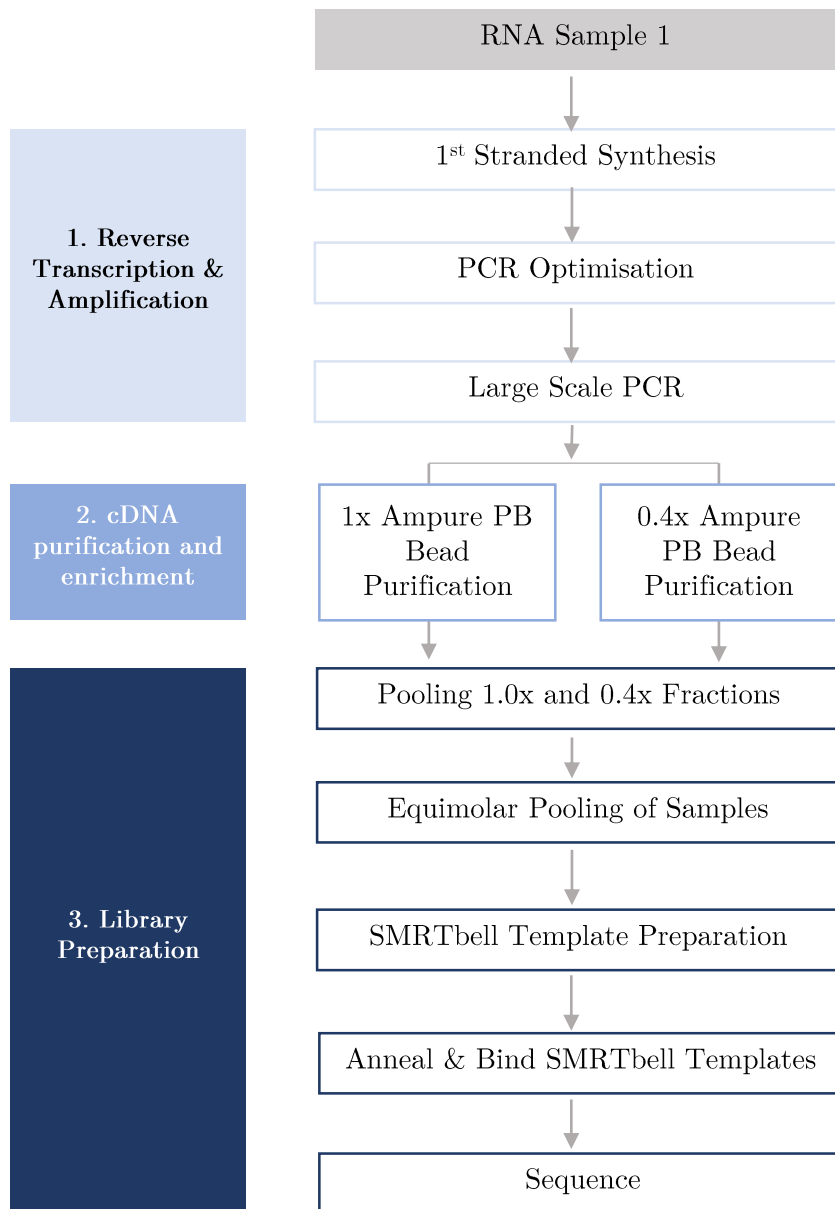 RNA Sample 1
1. Reverse
Transcription &
Amplification
1st Stranded Synthesis
PCR Optimisation
Large Scale PCR
2. cDNA
purification and
enrichment
1x Ampure PB
Bead
Purification
0.4x Ampure
PB Bead
Purification
3. Library
Preparation
Pooling 1.0x and 0.4x Fractions
Equimolar Pooling of Samples
SMRTbell Template Preparation
Anneal & Bind SMRTbell Templates
Sequence